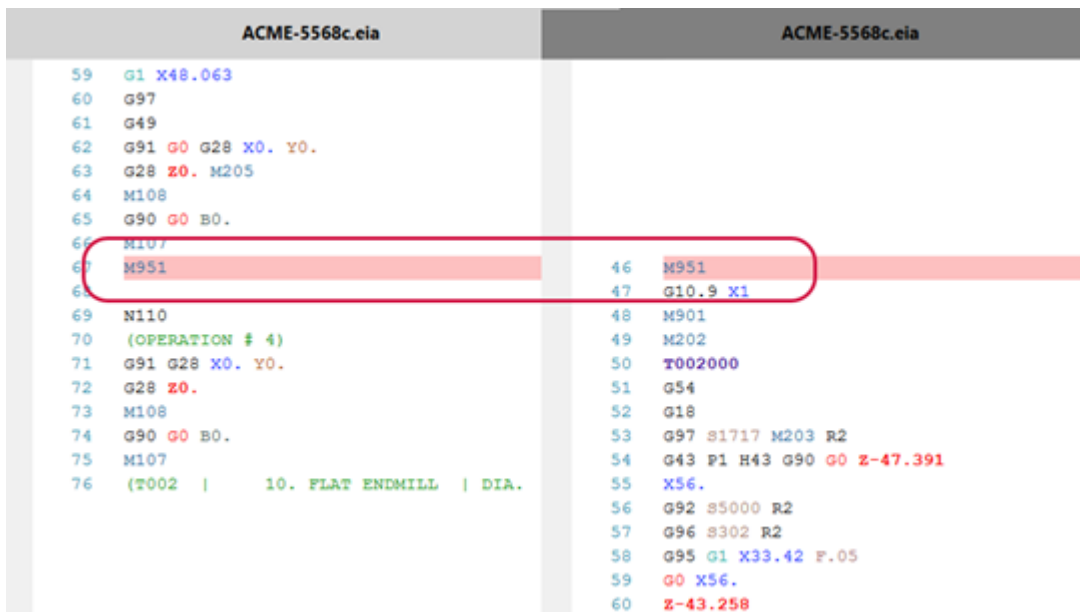 ACME-5568c.eia
59 G1 X48.063
60 G97
61 G49
62 G91 G0 G28 X0. Y0.
63 G28 Z0. M205
64 M108
65 G90 G0 B0.
66 M107
67 M951
68
69 N110
70 (OPERATION # 4)
71 G91 G28 X0. Y0.
72 G28 Z0.
73 M108
74 G90 G0 B0.
75 M107
76 (T002 | 10. FLAT ENDMILL | DIA.
ACME-5568c.eia
46 M951
47 G10.9 X1
48 M901
49 M202
50 T002000
51 G54
52 G18
53 G97 S1717 M203 R2
54 G43 P1 H43 G90 G0 Z-47.391
55 X56.
56 G92 S5000 R2
57 G96 S302 R2
58 G95 G1 X33.42 F.05
59 G0 X56.
60 Z-43.258